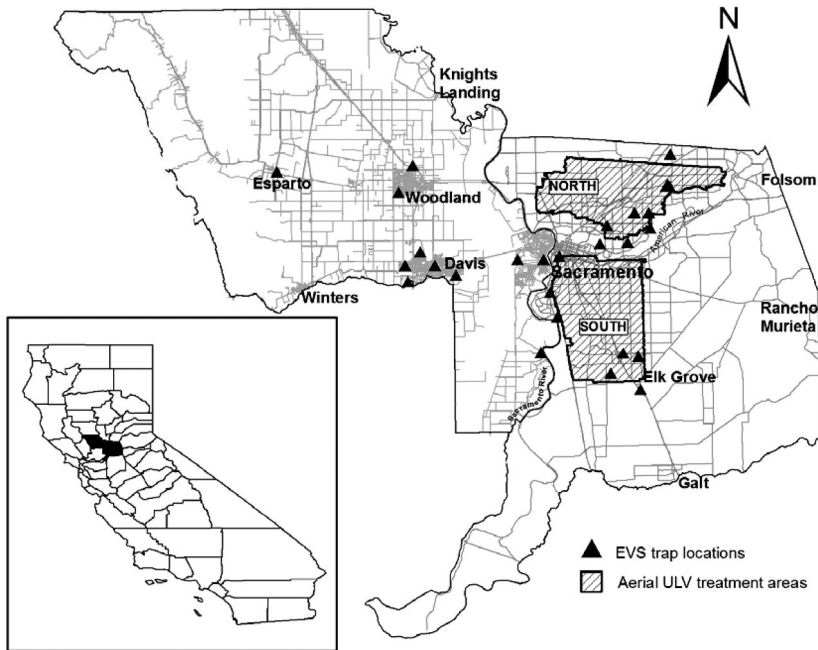 N
Knights
Landing
NORTH
Folsom
Esparto
Woodland
American River
Davis
Sacramento
Winters
Rancho
Murieta
SOUTH
Elk Grove
Sacramento River
Galt
EVS trap locations
Aerial ULV treatment areas